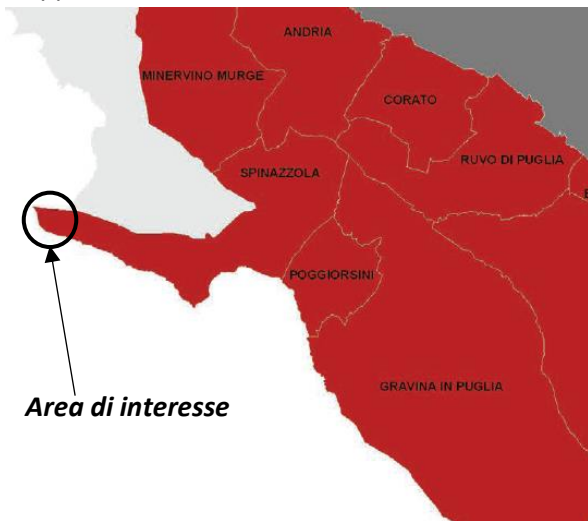 ANDRIA
MINERVINO MURGE
CORATO
RUVO DI PUGLIA
SPINAZZOLA
POGGIORSINI
GRAVINA IN PUGLIA
Area di interesse